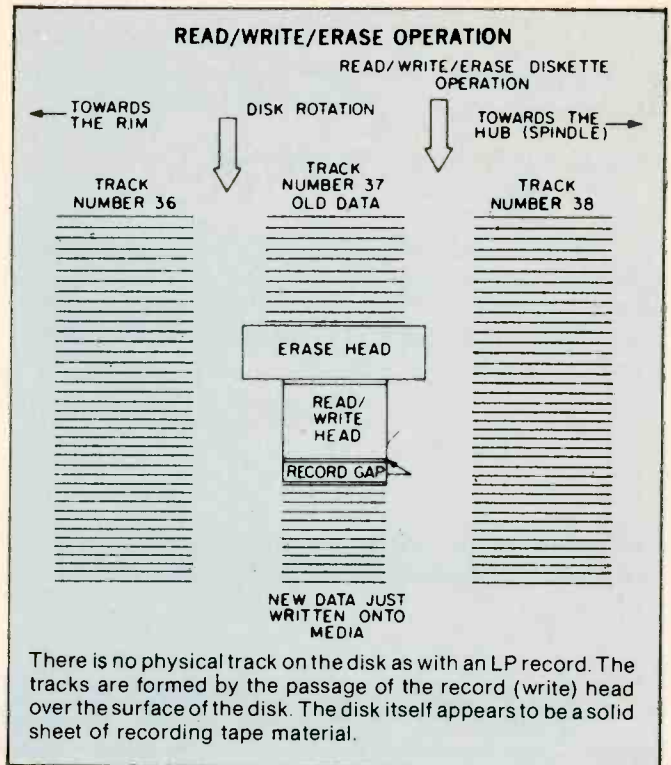 READ/WRITE/ERASE OPERATION
READ/WRITE/ERASE DISKETTE
OPERATION
TOWARDS
THE RIM
DISK ROTATION
TOWARDS THE
HUB (SPINDLE)
TRACK
NUMBER 36
TRACK
NUMBER 37
OLD DATA
TRACK
NUMBER 38
ERASE HEAD
READ/
WRITE
HEAD
RECORD GAP
NEW DATA JUST
WRITTEN ONTO
MEDIA
There is no physical track on the disk as with an LP record. The
tracks are formed by the passage of the record (write) head
over the surface of the disk. The disk itself appears to be a solid
sheet of recording tape material.